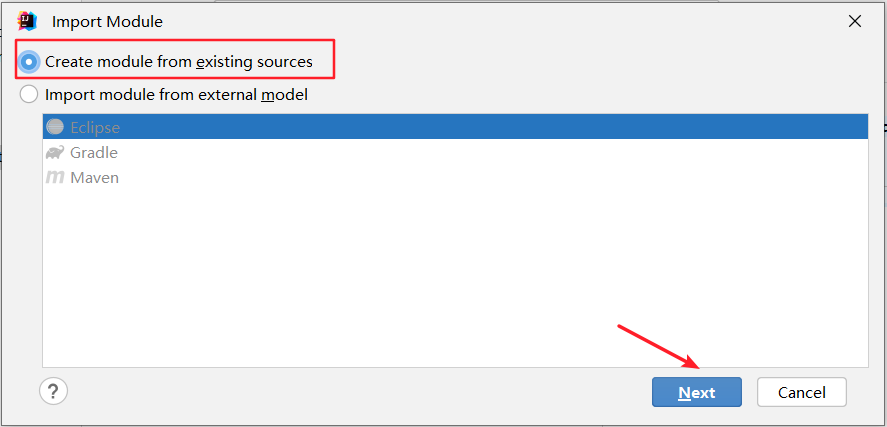 Import Module
Create module from existing sources
Import module from external model
Eclipse
Gradle
Maven
?
Next
Cancel